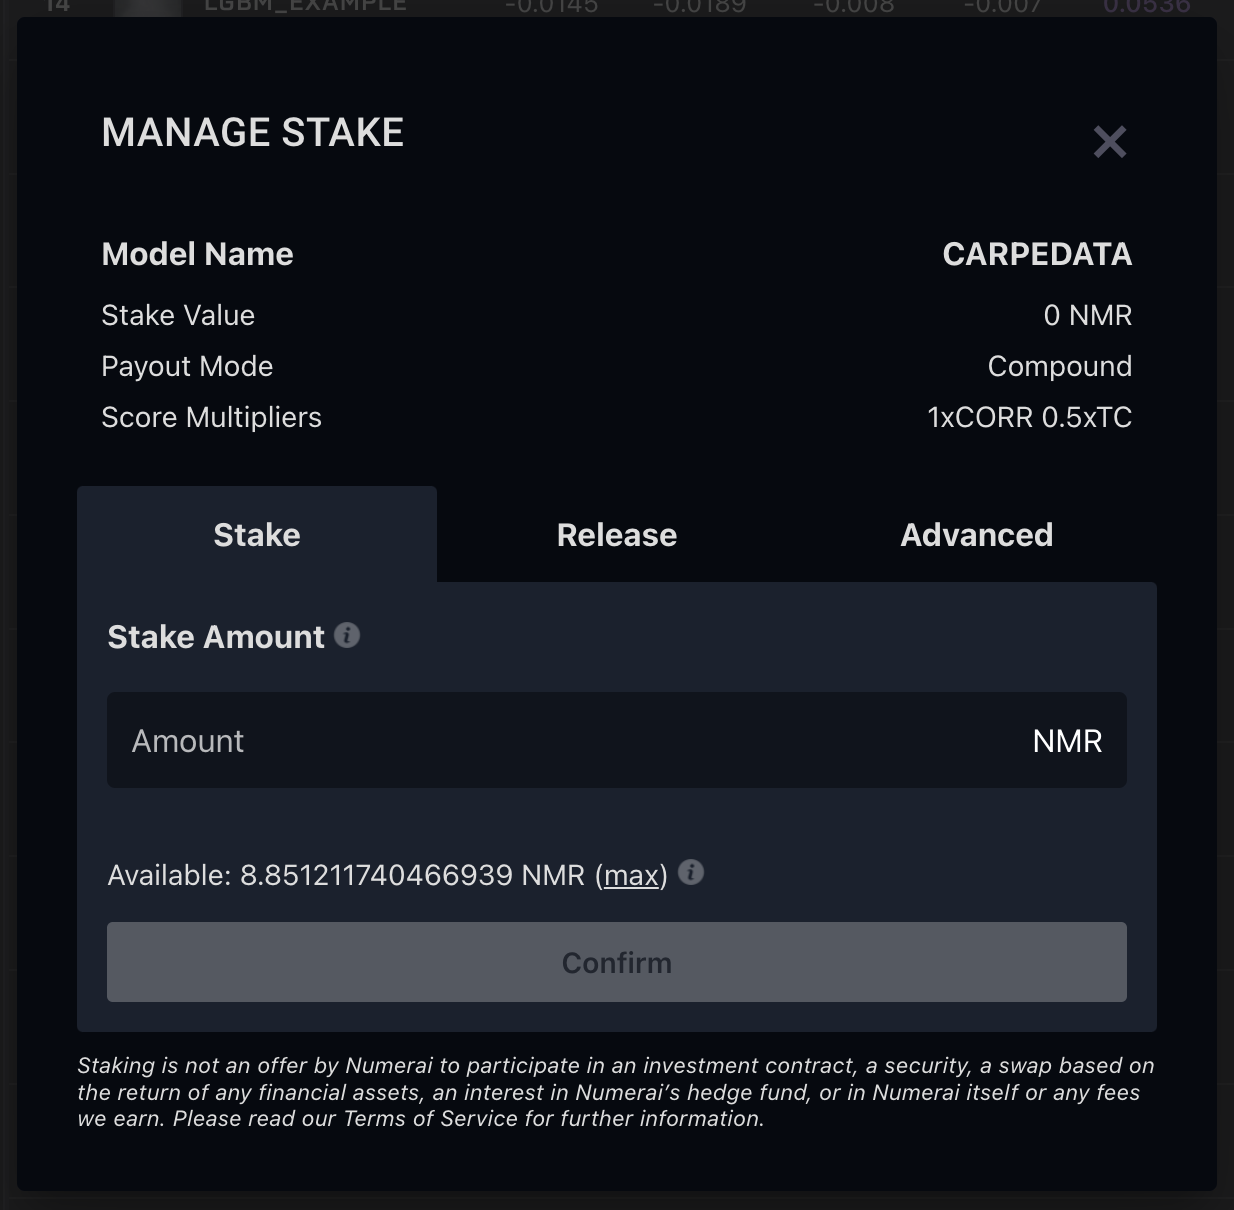 14 LGBM_EXAMPLE -0.0145 -0.0189 -0.008 -0.007 0.0536
MANAGE STAKE
Model Name CARPEDATA
Stake Value 0 NMR
Payout Mode Compound
Score Multipliers 1xCORR 0.5xTC
Stake Release Advanced
Stake Amount
Amount NMR
Available: 8.851211740466939 NMR (max)
Confirm
Staking is not an offer by Numerai to participate in an investment contract, a security, a swap based on
the return of any financial assets, an interest in Numerai’s hedge fund, or in Numerai itself or any fees
we earn. Please read our Terms of Service for further information.